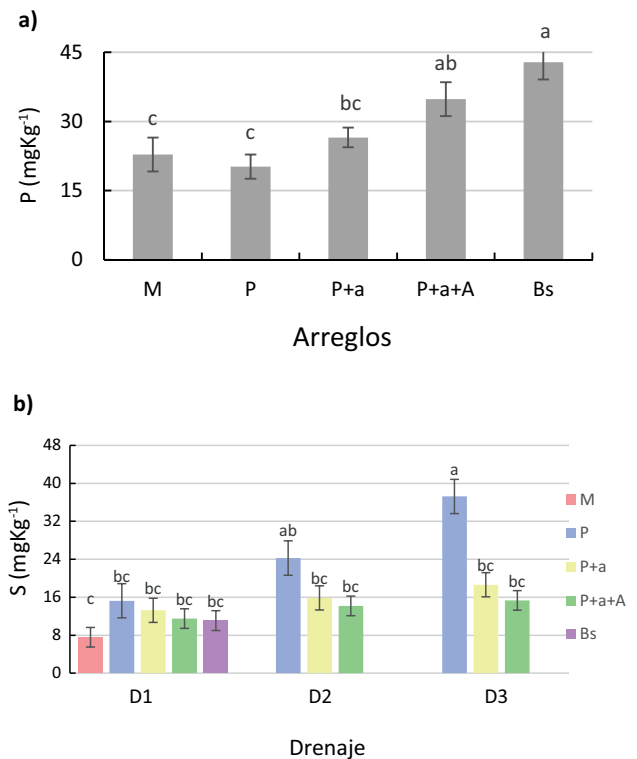 a)
P (mgKg-1)
45
30
15
0
c
c
bc
ab
a
M
P
P+a
P+a+A
Bs
Arreglos
b)
S (mgKg-1)
48
40
32
24
16
8
0
c
bc
bc
bc
bc
ab
bc
bc
a
bc
bc
D1
D2
D3
Drenaje
M
P
P+a
P+a+A
Bs